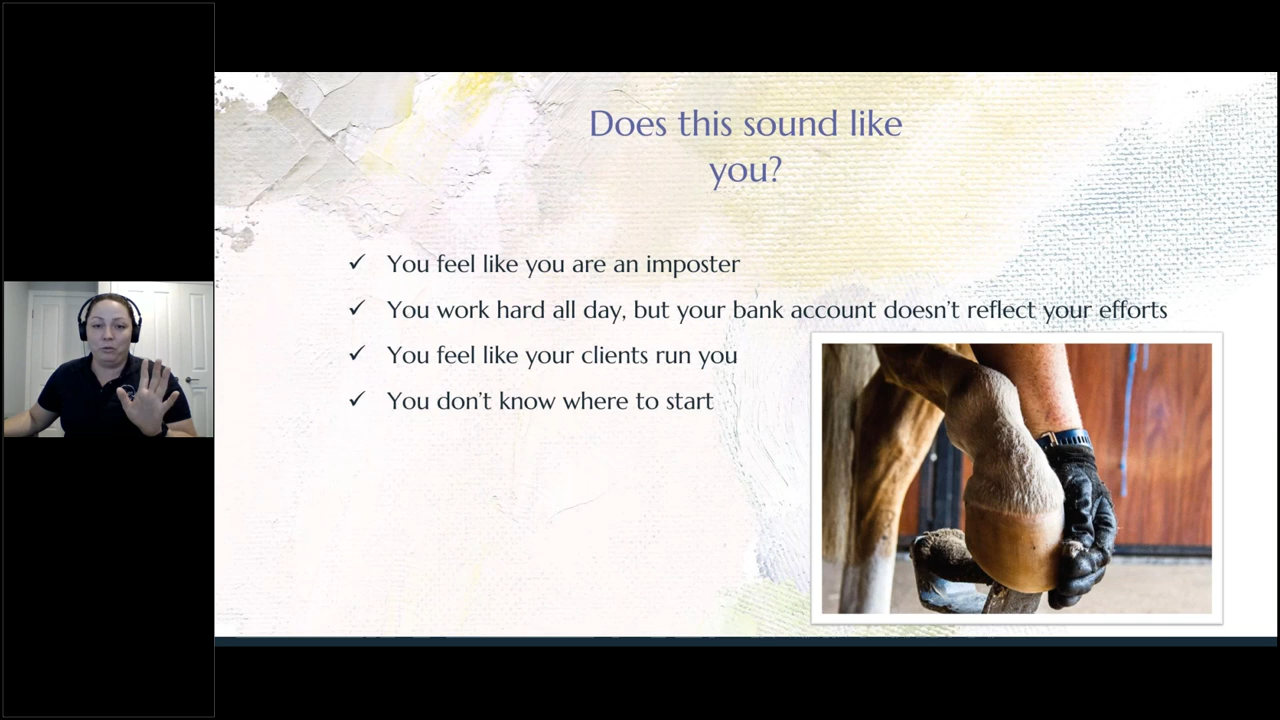 Does this sound like
you?
✓ You feel like you are an imposter
✓ You work hard all day, but your bank account doesn’t reflect your efforts
✓ You feel like your clients run you
✓ You don’t know where to start